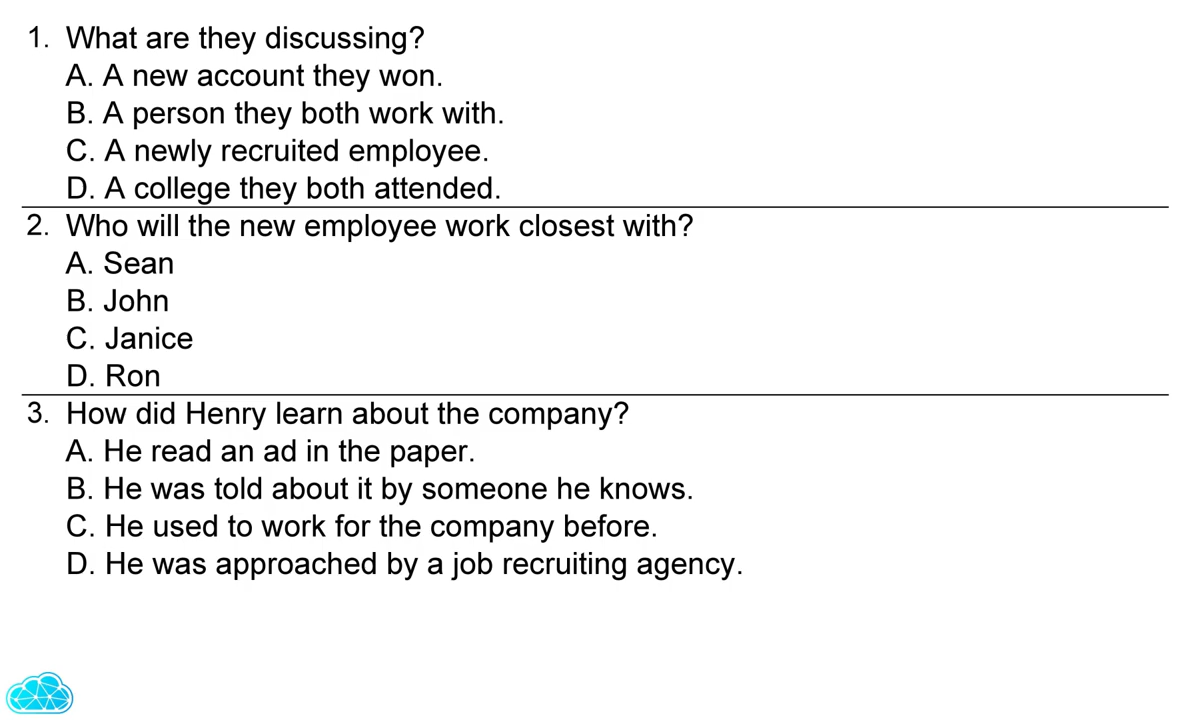 1. What are they discussing?
A. A new account they won.
B. A person they both work with.
C. A newly recruited employee.
D. A college they both attended.
2. Who will the new employee work closest with?
A. Sean
B. John
C. Janice
D. Ron
3. How did Henry learn about the company?
A. He read an ad in the paper.
B. He was told about it by someone he knows.
C. He used to work for the company before.
D. He was approached by a job recruiting agency.